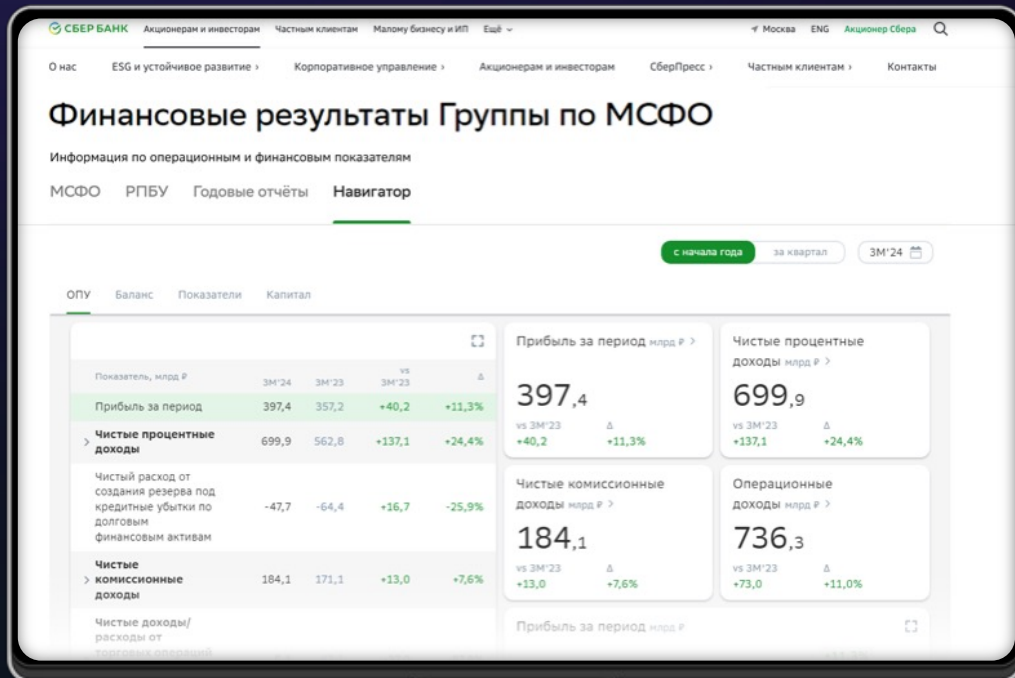 СБЕР БАНК Акционерам и инвесторам Частным клиентам Малому бизнесу и ИП Ещё Москва ENG Акционер Сбера
О нас ESG и устойчивое развитие Корпоративное управление Акционерам и инвесторам СберПресс Частным клиентам Контакты
Финансовые результаты Группы по МСФО
Информация по операционным и финансовым показателям
МСФО РПБУ Годовые отчёты Навигатор
с начала года за квартал 3М'24
ОПУ Баланс Показатели Капитал
Показатель, млрд ₽ 3М'24 3М'23 vs 3М'23 Δ
Прибыль за период 397,4 357,2 +40,2 +11,3%
Чистые процентные
доходы 699,9 562,8 +137,1 +24,4%
Чистый расход от
создания резерва под
кредитные убытки по -47,7 -64,4 +16,7 -25,9%
долговым
финансовым активам
Чистые
комиссионные 184,1 171,1 +13,0 +7,6%
доходы
Чистые доходы/
расходы от
торговых операций
Прибыль за период млрд ₽
397,4
vs 3М'23 Δ
+40,2 +11,3%
Чистые процентные
доходы млрд ₽
699,9
vs 3М'23 Δ
+137,1 +24,4%
Чистые комиссионные
доходы млрд ₽
184,1
vs 3М'23 Δ
+13,0 +7,6%
Операционные
доходы млрд ₽
736,3
vs 3М'23 Δ
+73,0 +11,0%
Прибыль за период млрд ₽